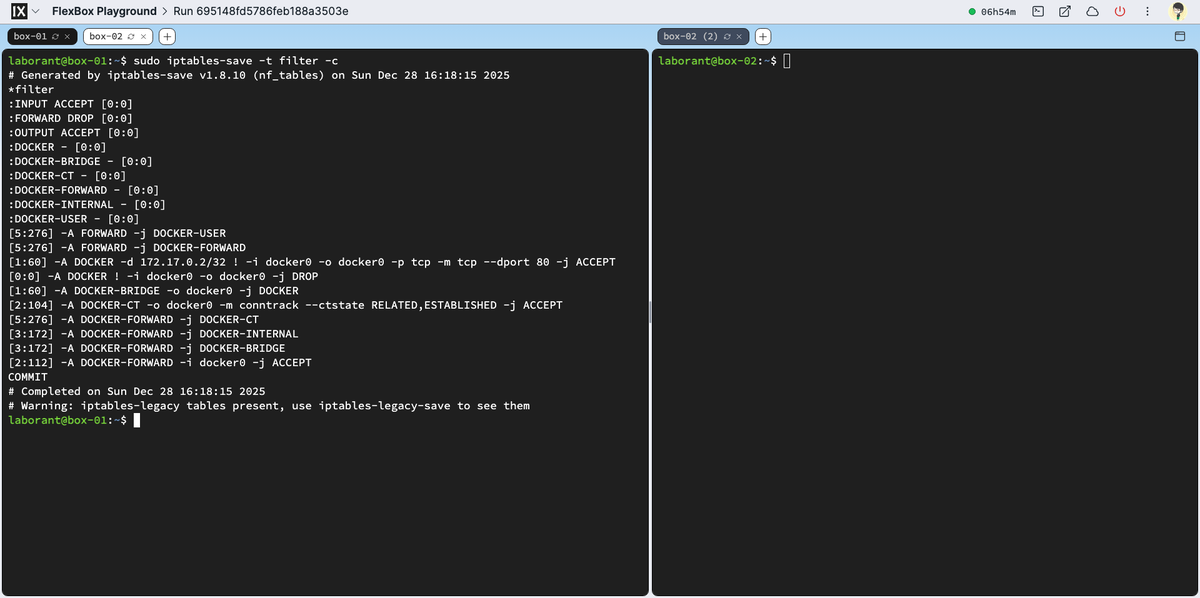 IX FlexBox Playground > Run 695148fd5786feb188a3503e 06h54m
box-01 box-02 box-02 (2)
laborant@box-01:~$ sudo iptables-save -t filter -c
# Generated by iptables-save v1.8.10 (nf_tables) on Sun Dec 28 16:18:15 2025
*filter
:INPUT ACCEPT [0:0]
:FORWARD DROP [0:0]
:OUTPUT ACCEPT [0:0]
:DOCKER - [0:0]
:DOCKER-BRIDGE - [0:0]
:DOCKER-CT - [0:0]
:DOCKER-FORWARD - [0:0]
:DOCKER-INTERNAL - [0:0]
:DOCKER-USER - [0:0]
[5:276] -A FORWARD -j DOCKER-USER
[5:276] -A FORWARD -j DOCKER-FORWARD
[1:60] -A DOCKER -d 172.17.0.2/32 ! -i docker0 -o docker0 -p tcp -m tcp --dport 80 -j ACCEPT
[0:0] -A DOCKER ! -i docker0 -o docker0 -j DROP
[1:60] -A DOCKER-BRIDGE -o docker0 -j DOCKER
[2:104] -A DOCKER-CT -o docker0 -m conntrack --ctstate RELATED,ESTABLISHED -j ACCEPT
[5:276] -A DOCKER-FORWARD -j DOCKER-CT
[3:172] -A DOCKER-FORWARD -j DOCKER-INTERNAL
[3:172] -A DOCKER-FORWARD -j DOCKER-BRIDGE
[2:112] -A DOCKER-FORWARD -i docker0 -j ACCEPT
COMMIT
# Completed on Sun Dec 28 16:18:15 2025
# Warning: iptables-legacy tables present, use iptables-legacy-save to see them
laborant@box-01:~$
laborant@box-02:~$